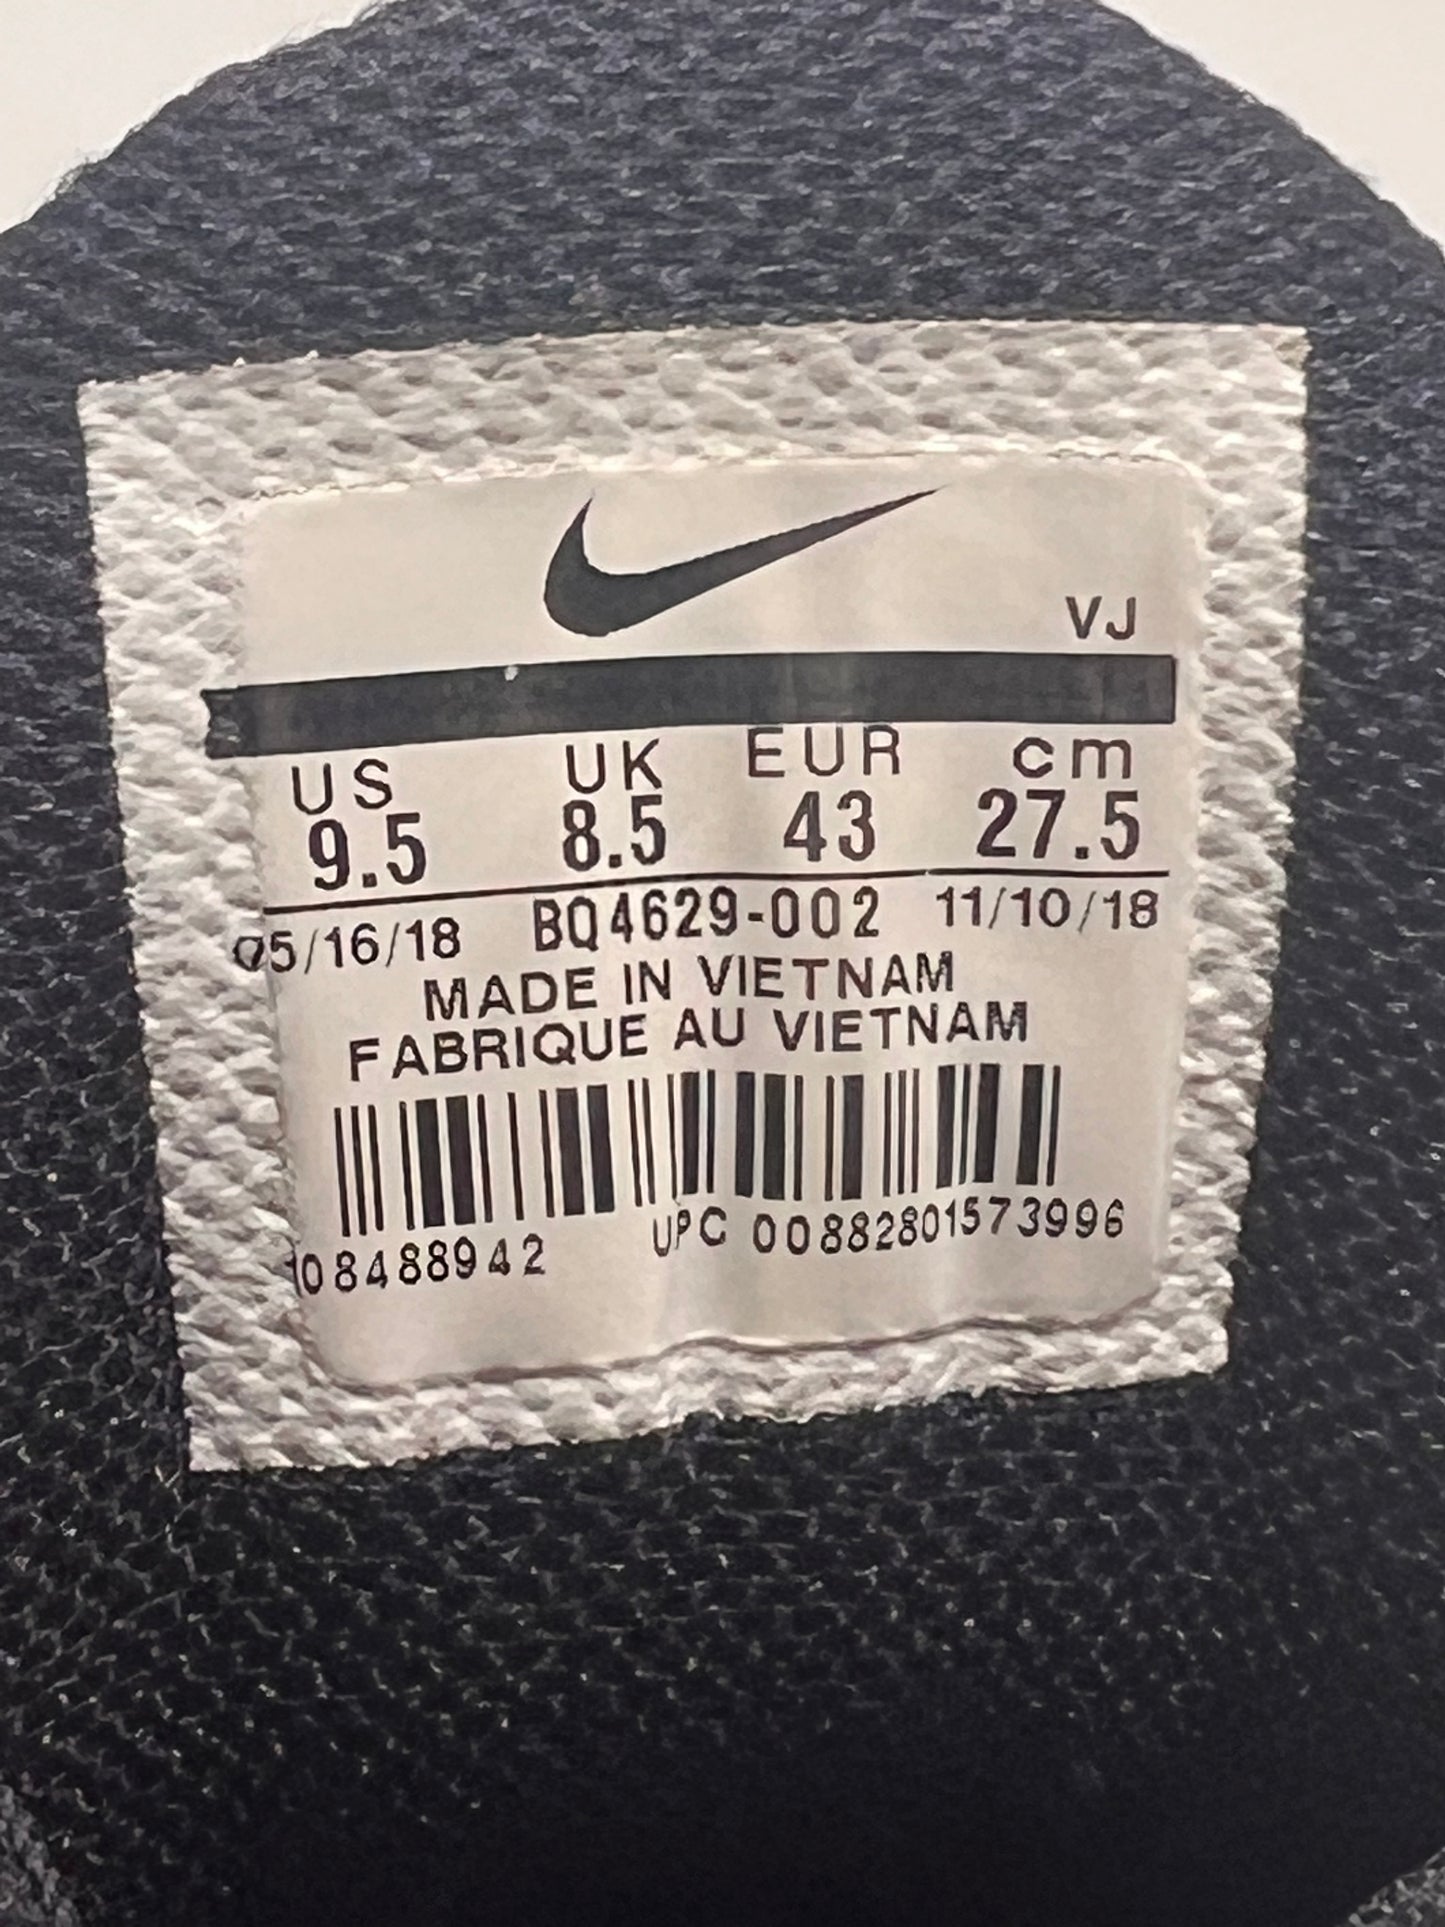 VJ
US UK EUR cm
9.5 8.5 43 27.5
05/16/18 BQ4629-002 11/10/18
MADE IN VIETNAM
FABRIQUE AU VIETNAM
108488942 UPC 00882801573996